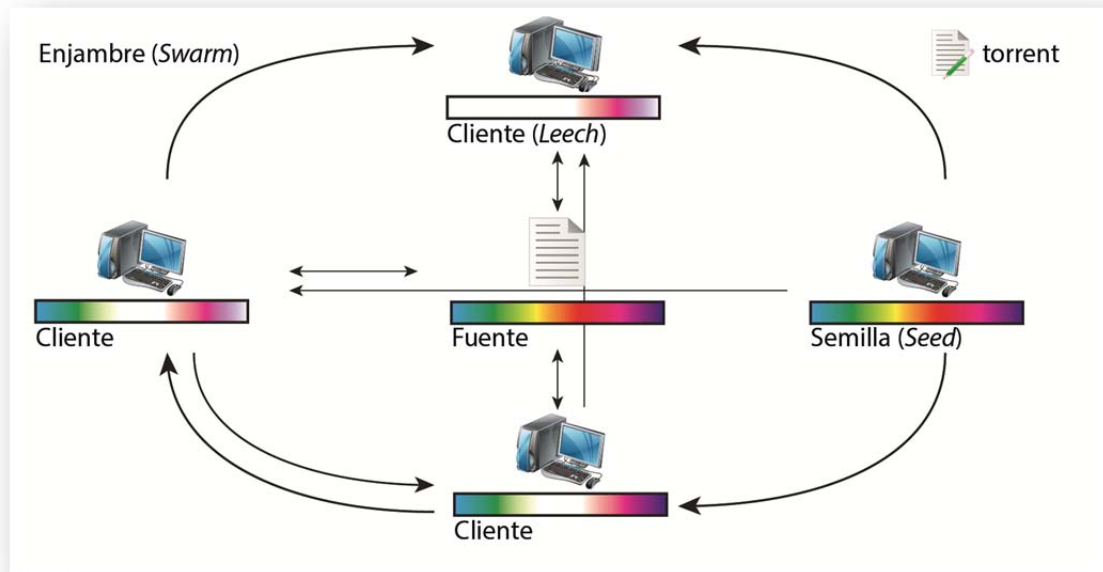 Enjambre (Swarm)
torrent
Cliente (Leech)
Cliente
Fuente
Semilla (Seed)
Cliente